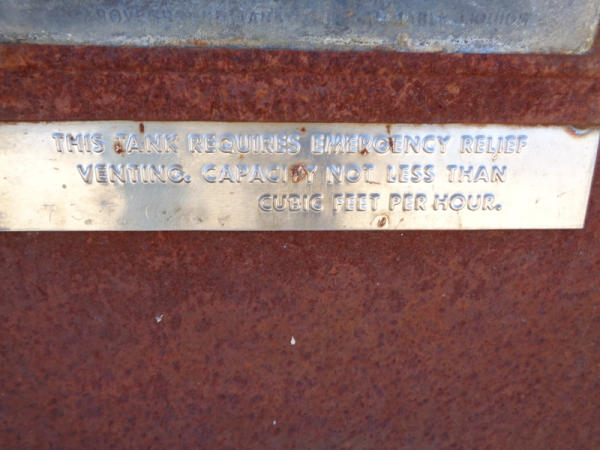 THIS TANK REQUIRES EMERGENCY RELIEF
VENTING. CAPACITY NOT LESS THAN
CUBIC FEET PER HOUR.